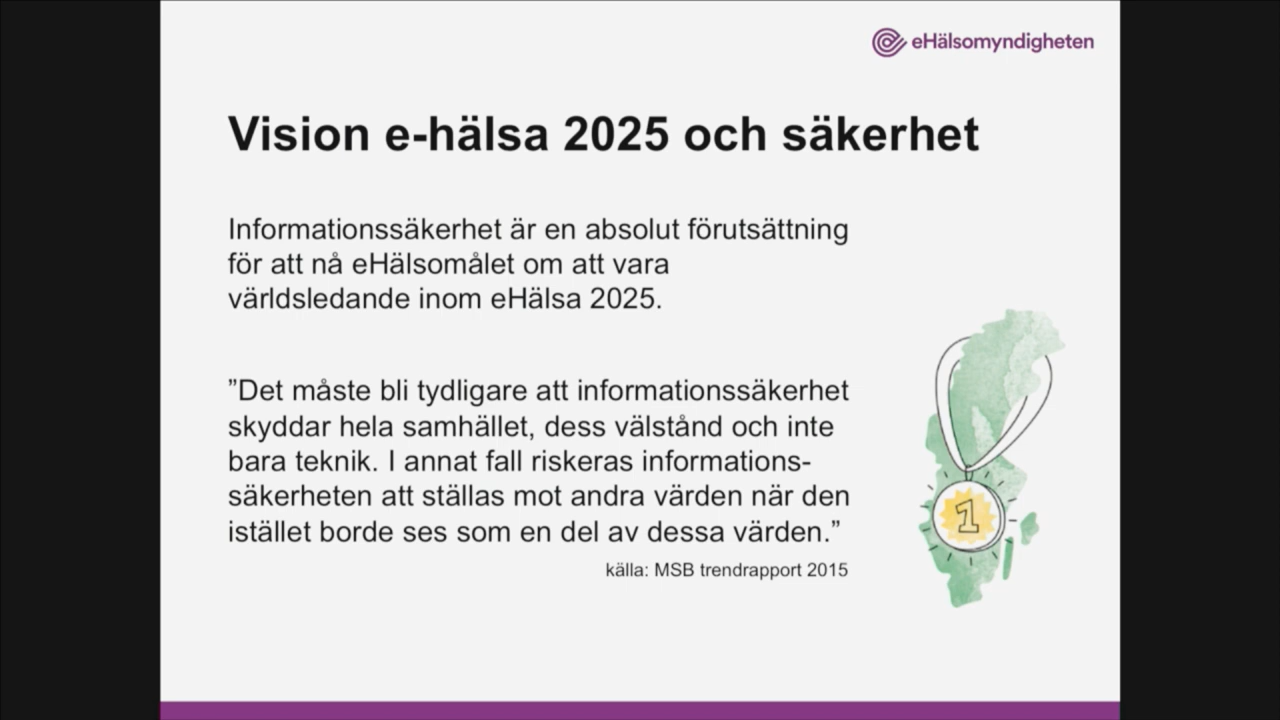 eHälsomyndigheten
Vision e-hälsa 2025 och säkerhet
Informationssäkerhet är en absolut förutsättning
för att nå eHälsomålet om att vara
världsledande inom eHälsa 2025.
”Det måste bli tydligare att informationssäkerhet
skyddar hela samhället, dess välstånd och inte
bara teknik. I annat fall riskeras informations-
säkerheten att ställas mot andra värden när den
istället borde ses som en del av dessa värden.”
källa: MSB trendrapport 2015
1